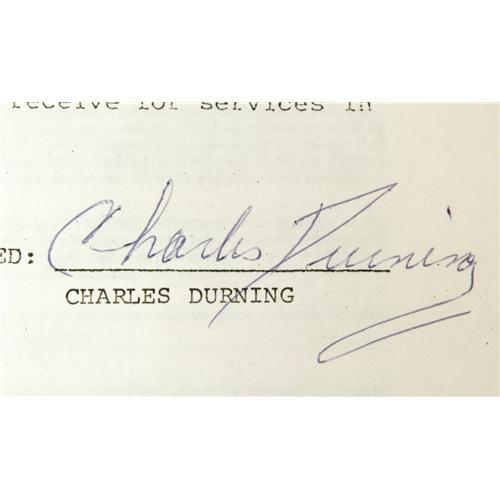 receive for services in
ED: Charles Durning
CHARLES DURNING